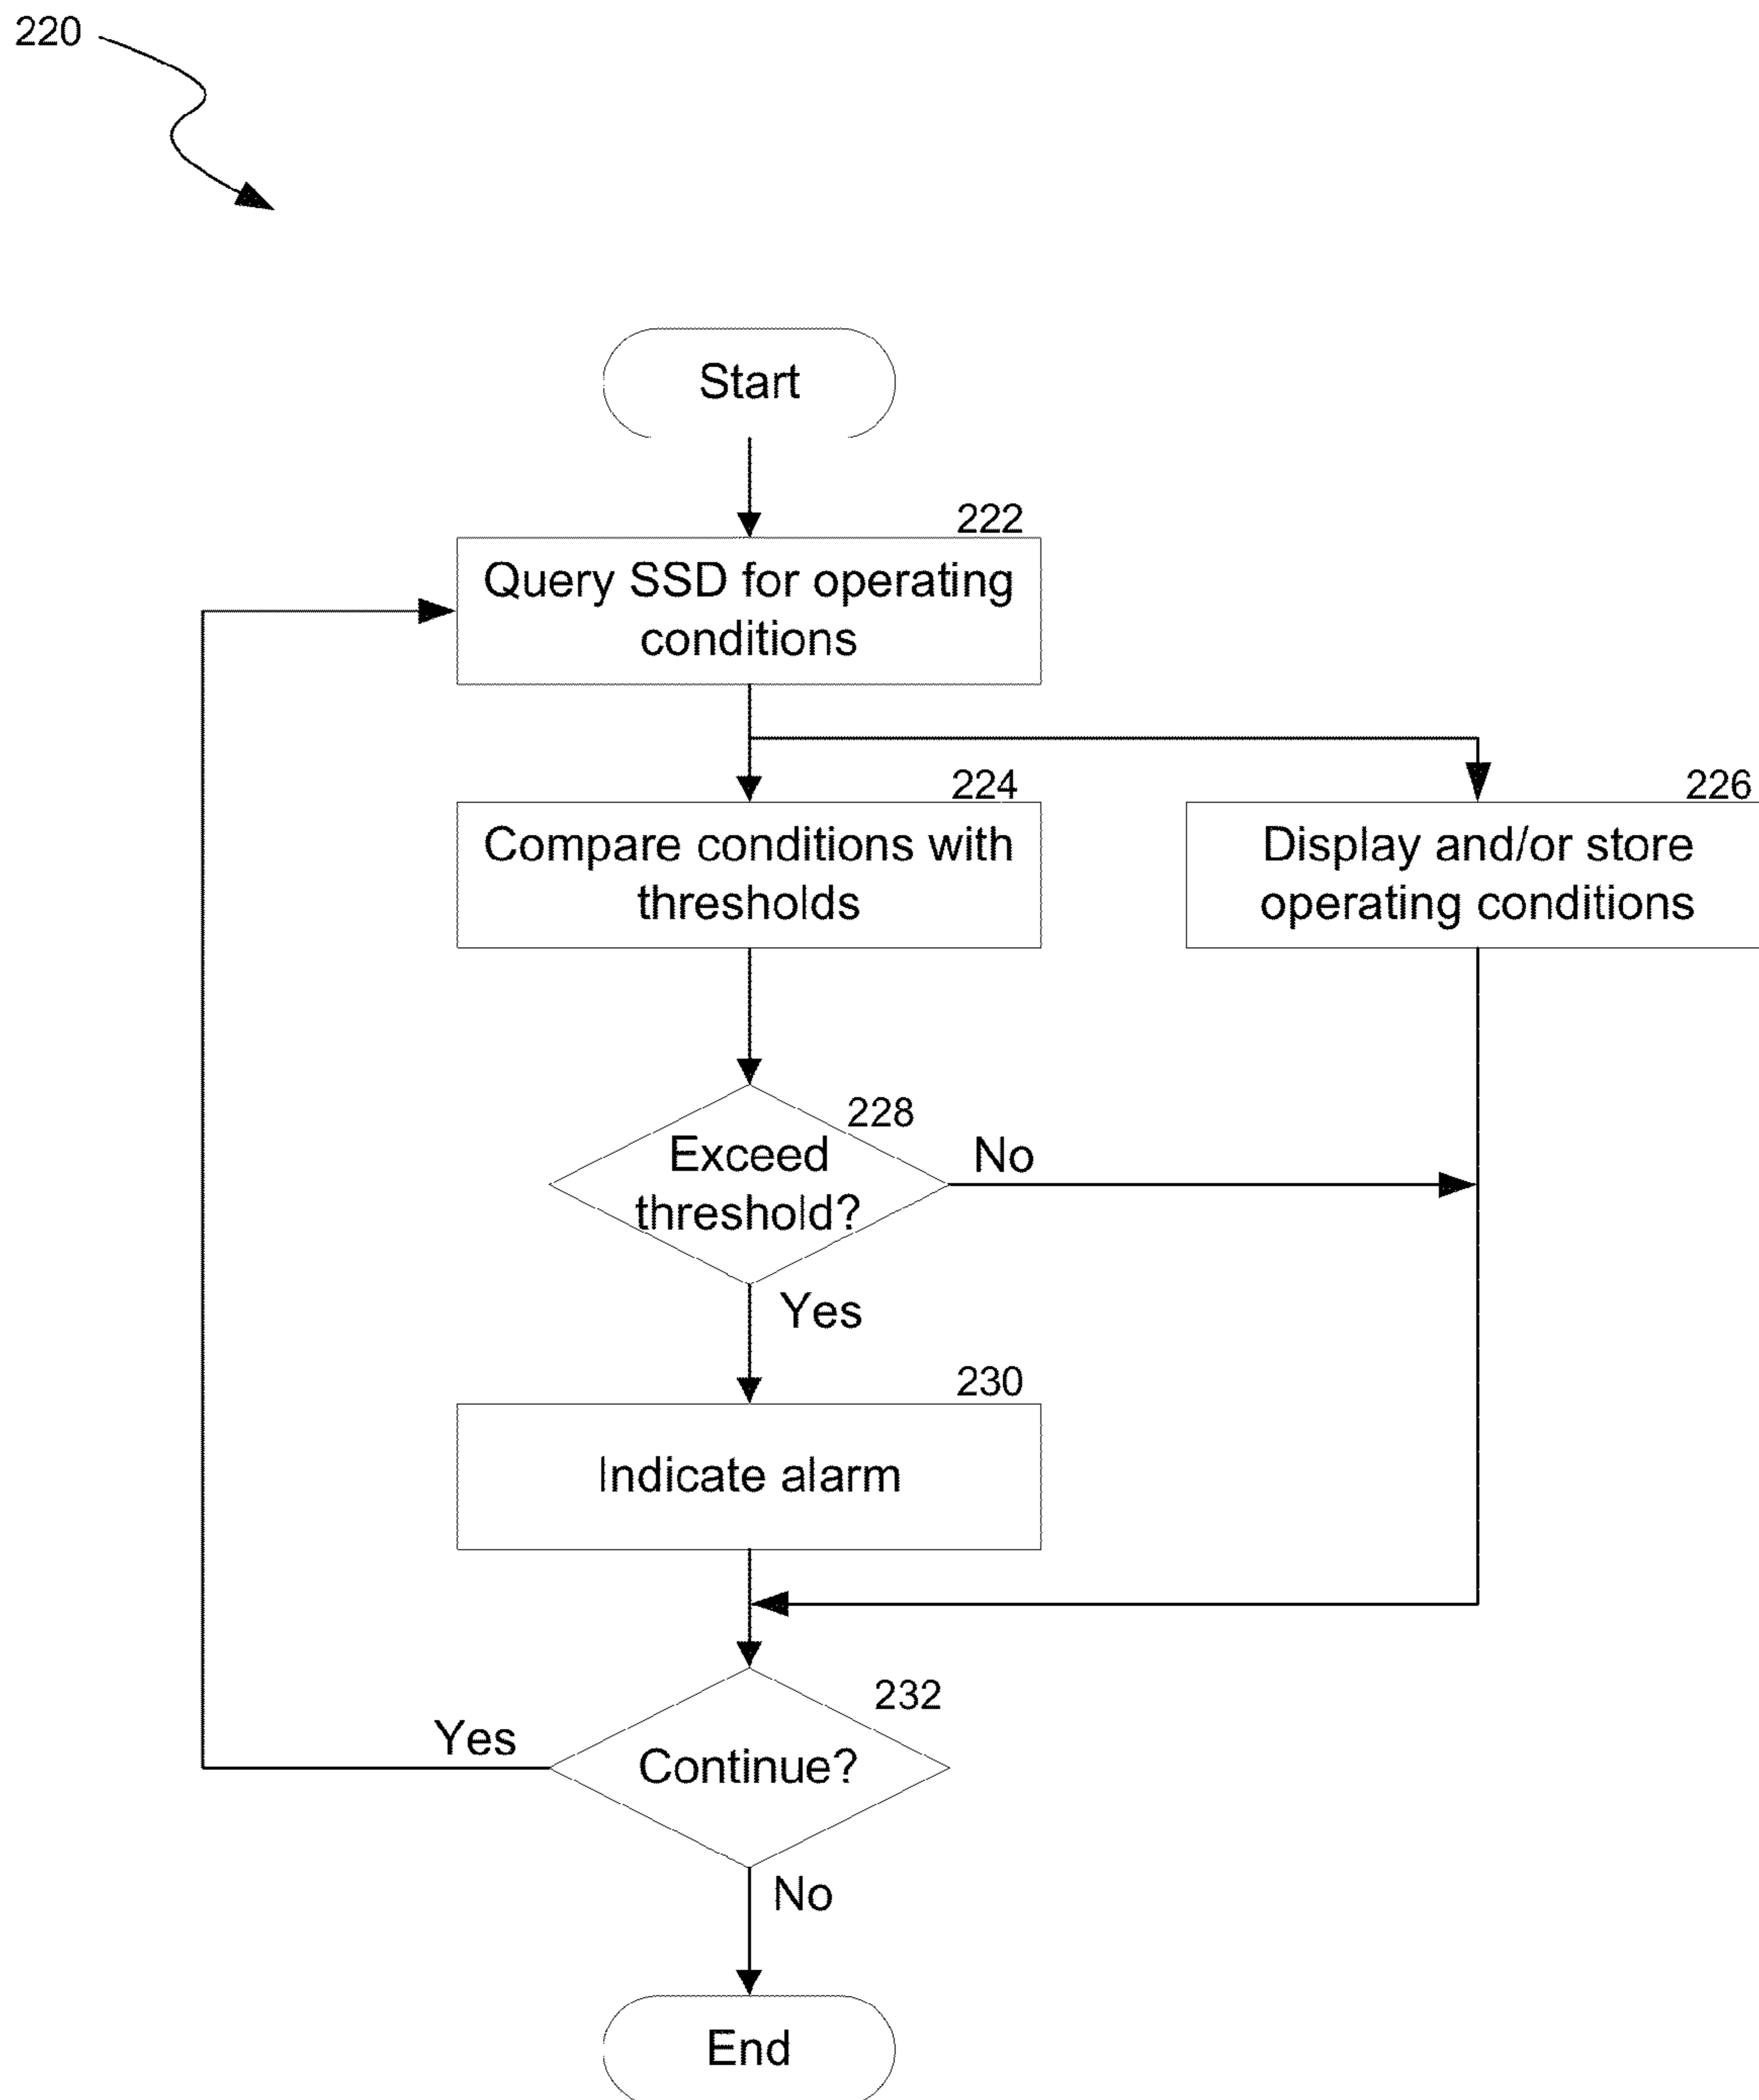 220
Start
222
Query SSD for operating
conditions
224
Compare conditions with
thresholds
226
Display and/or store
operating conditions
228
Exceed
threshold?
No
Yes
230
Indicate alarm
232
Continue?
Yes
No
End